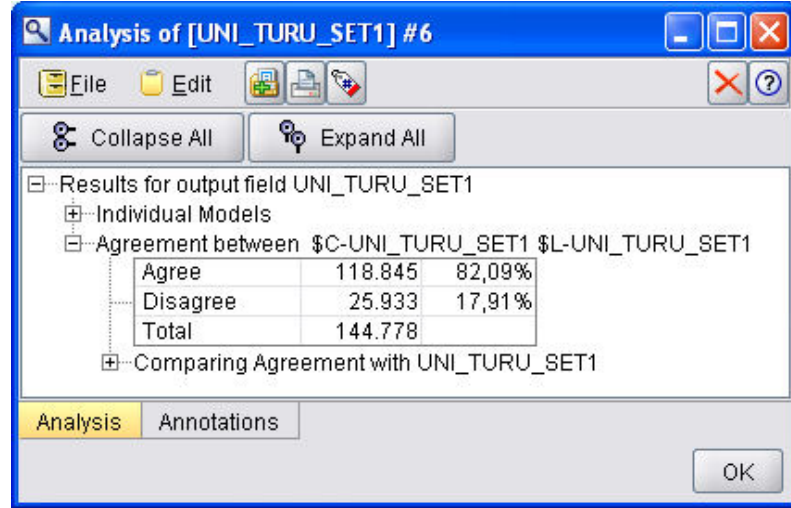 Analysis of [UNI_TURU_SET1] #6
File Edit
Collapse All Expand All
Results for output field UNI_TURU_SET1
Individual Models
Agreement between $C-UNI_TURU_SET1 $L-UNI_TURU_SET1
Agree 118.845 82,09%
Disagree 25.933 17,91%
Total 144.778
Comparing Agreement with UNI_TURU_SET1
Analysis Annotations
OK